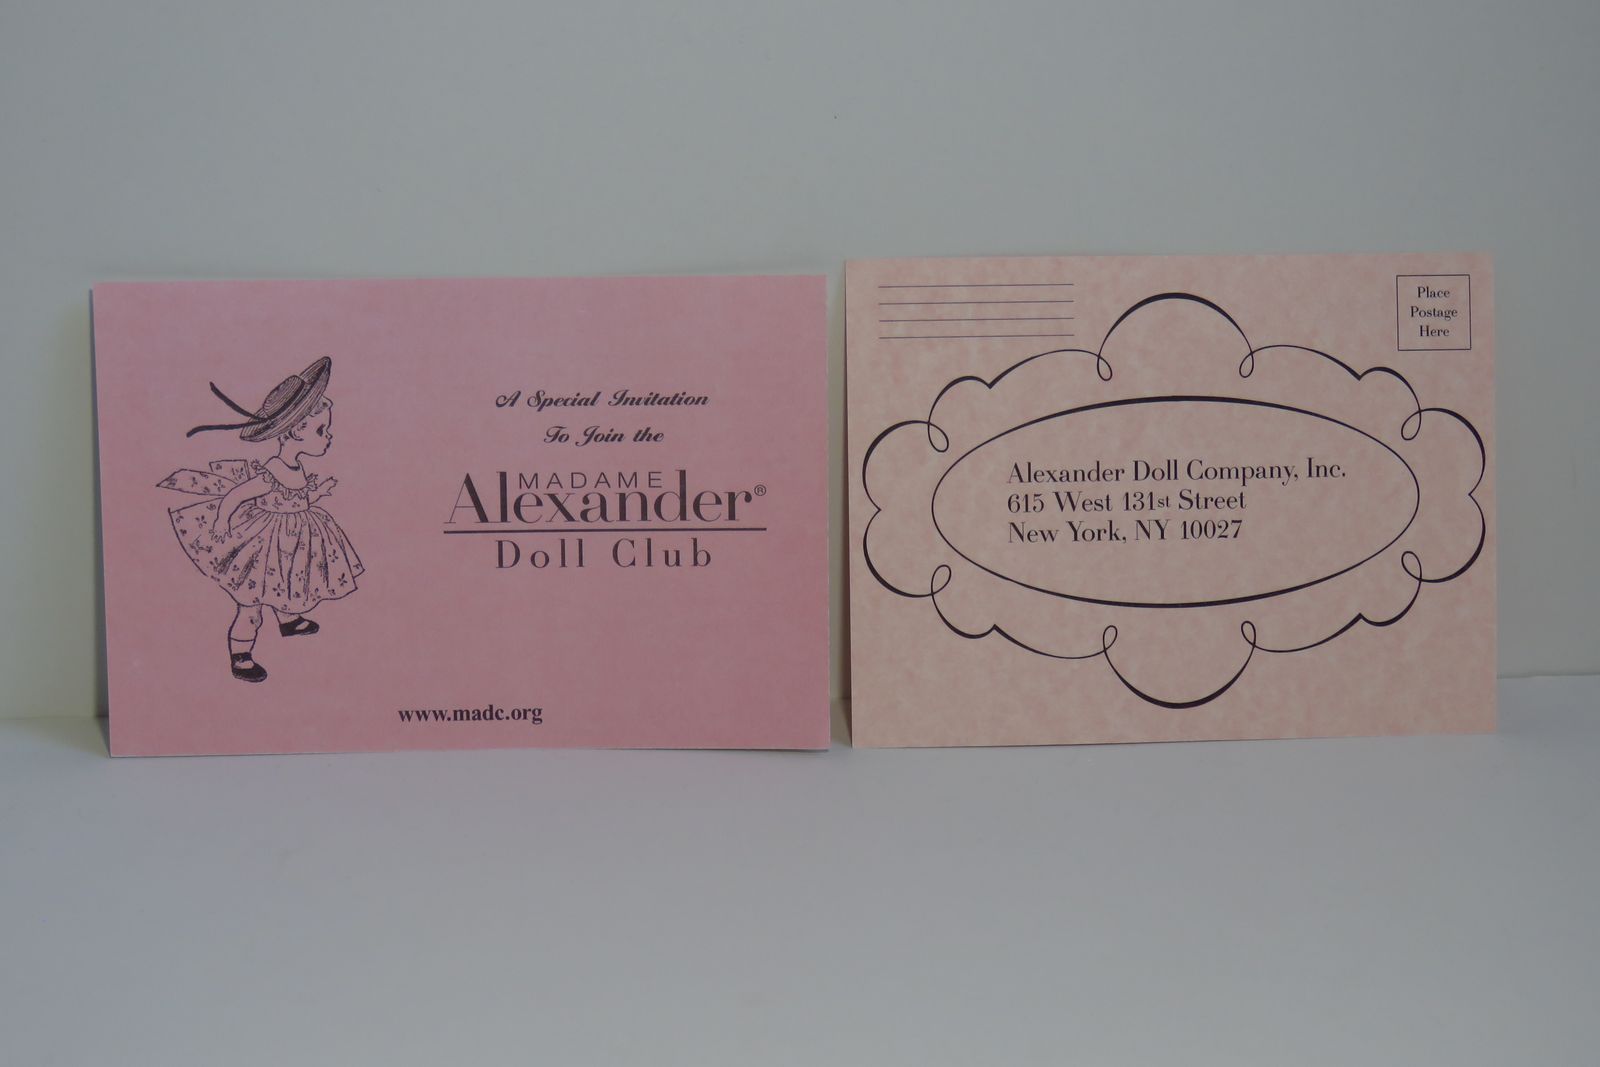 A Special Invitation
To Join the
MADAME
Alexander®
Doll Club
www.madc.org
Place
Postage
Here
Alexander Doll Company, Inc.
615 West 131st Street
New York, NY 10027